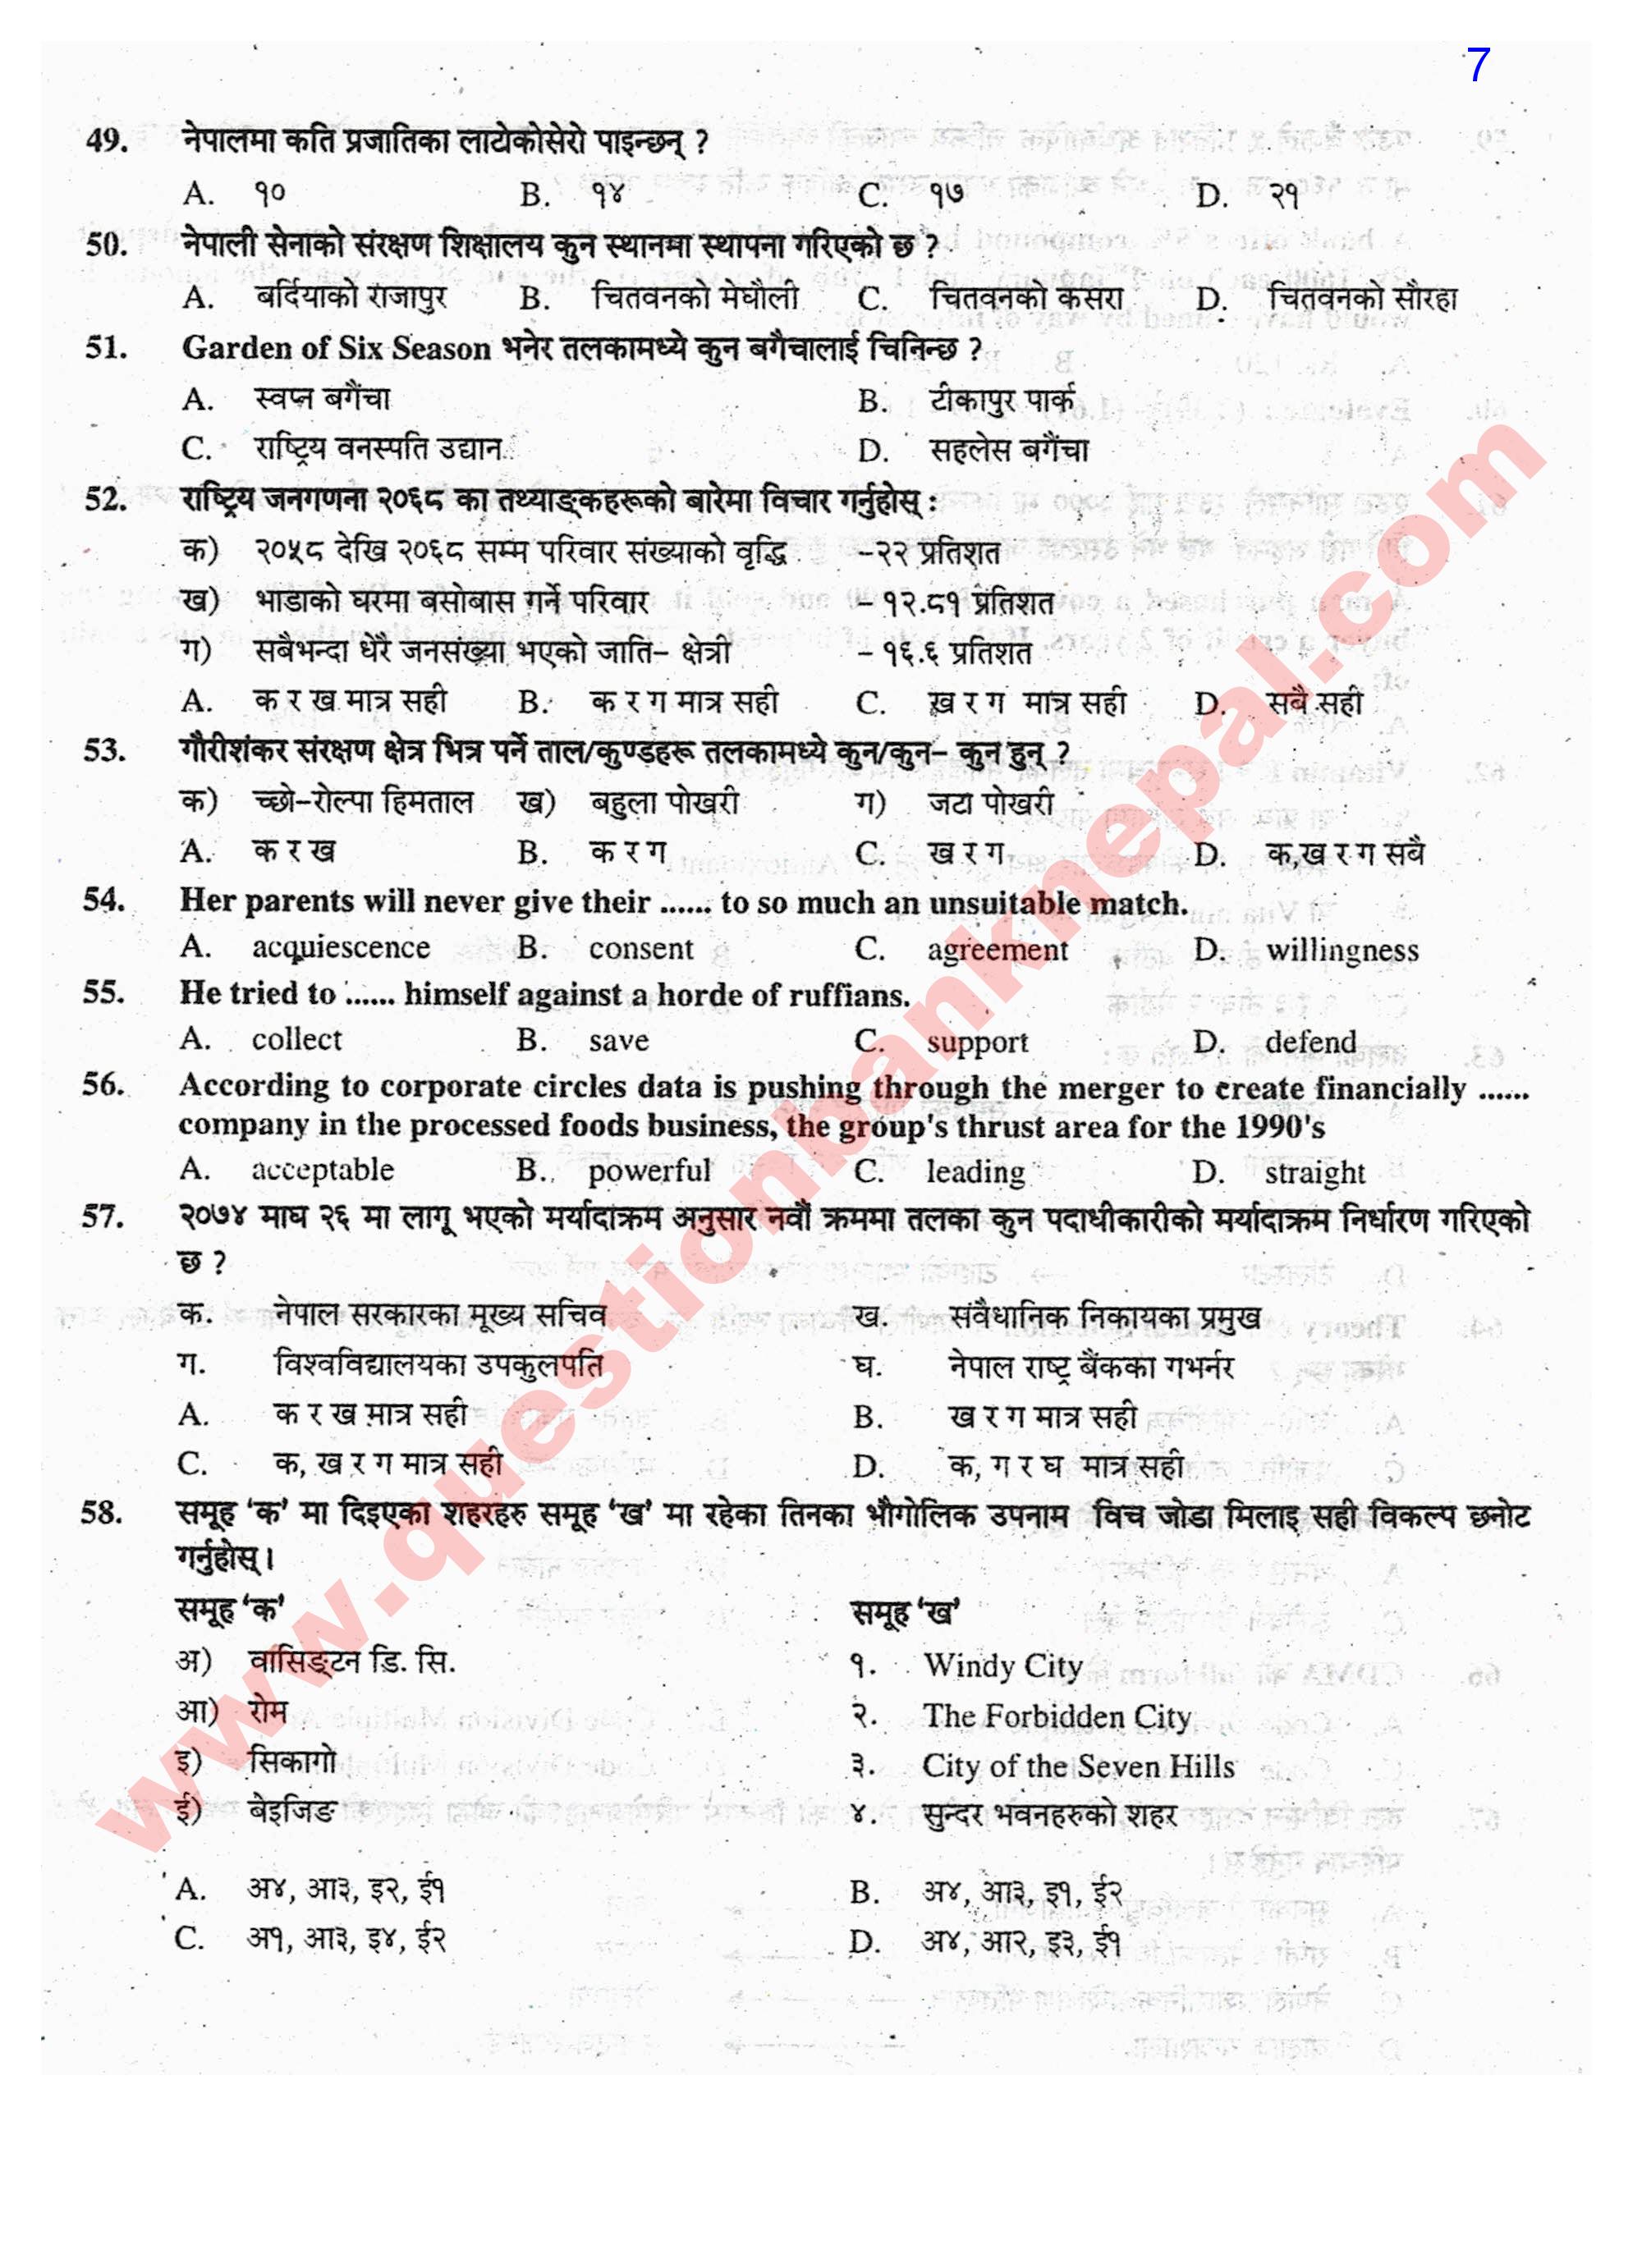 7
49. नेपालमा कति प्रजातिका लाटोकोसेरो पाइन्छन् ?
A. १० B. १४ C. १७ D. २१
50. नेपाली सेनाको संरक्षण शिक्षालय कुन स्थानमा स्थापना गरिएको छ ?
A. बर्दियाको राजापुर B. चितवनको मेघौली C. चितवनको कसरा D. चितवनको सौरहा
51. Garden of Six Season भनेर तलकामध्ये कुन बगैचालाई चिनिन्छ ?
A. स्वप्न बगैंचा B. टीकापुर पार्क
C. राष्ट्रिय वनस्पति उद्यान D. सहलेस बगैंचा
52. राष्ट्रिय जनगणना २०६८ का तथ्याङ्कहरूको बारेमा विचार गर्नुहोस् :
क) २०५८ देखि २०६८ सम्म परिवार संख्याको वृद्धि –२२ प्रतिशत
ख) भाडाको घरमा बसोबास गर्ने परिवार – १२.८१ प्रतिशत
ग) सबैभन्दा धेरै जनसंख्या भएको जाति– क्षेत्री – १६.६ प्रतिशत
A. क र ख मात्र सही B. क र ग मात्र सही C. ख र ग मात्र सही D. सबै सही
53. गौरीशंकर संरक्षण क्षेत्र भित्र पर्ने ताल/कुण्डहरू तलकामध्ये कुन/कुन– कुन हुन् ?
क) च्छो–रोल्पा हिमताल ख) बहुला पोखरी ग) जटा पोखरी
A. क र ख B. क र ग C. ख र ग D. क,ख र ग सबै
54. Her parents will never give their ...... to so much an unsuitable match.
A. acquiescence B. consent C. agreement D. willingness
55. He tried to ...... himself against a horde of ruffians.
A. collect B. save C. support D. defend
56. According to corporate circles data is pushing through the merger to create financially ......
company in the processed foods business, the group's thrust area for the 1990's
A. acceptable B. powerful C. leading D. straight
57. २०७४ माघ २६ मा लागू भएको मर्यादाक्रम अनुसार नवौं क्रममा तलका कुन पदाधीकारीको मर्यादाक्रम निर्धारण गरिएको
छ ?
क. नेपाल सरकारका मूख्य सचिव ख. संवैधानिक निकायका प्रमुख
ग. विश्वविद्यालयका उपकुलपति घ. नेपाल राष्ट्र बैंकका गभर्नर
A. क र ख मात्र सही B. ख र ग मात्र सही
C. क, ख र ग मात्र सही D. क, ग र घ मात्र सही
58. समूह ‘क’ मा दिइएका शहरहरु समूह ‘ख’ मा रहेका तिनका भौगोलिक उपनाम विच जोडा मिलाइ सही विकल्प छनोट
गर्नुहोस्।
समूह ‘क’ समूह ‘ख’
अ) वासिङ्टन डि. सि. १. Windy City
आ) रोम २. The Forbidden City
इ) सिकागो ३. City of the Seven Hills
ई) बेइजिङ ४. सुन्दर भवनहरुको शहर
A. अ४, आ३, इ२, ई१ B. अ४, आ३, इ१, ई२
C. अ१, आ३, इ४, ई२ D. अ४, आ२, इ३, ई१
www.questionbanknepal.com